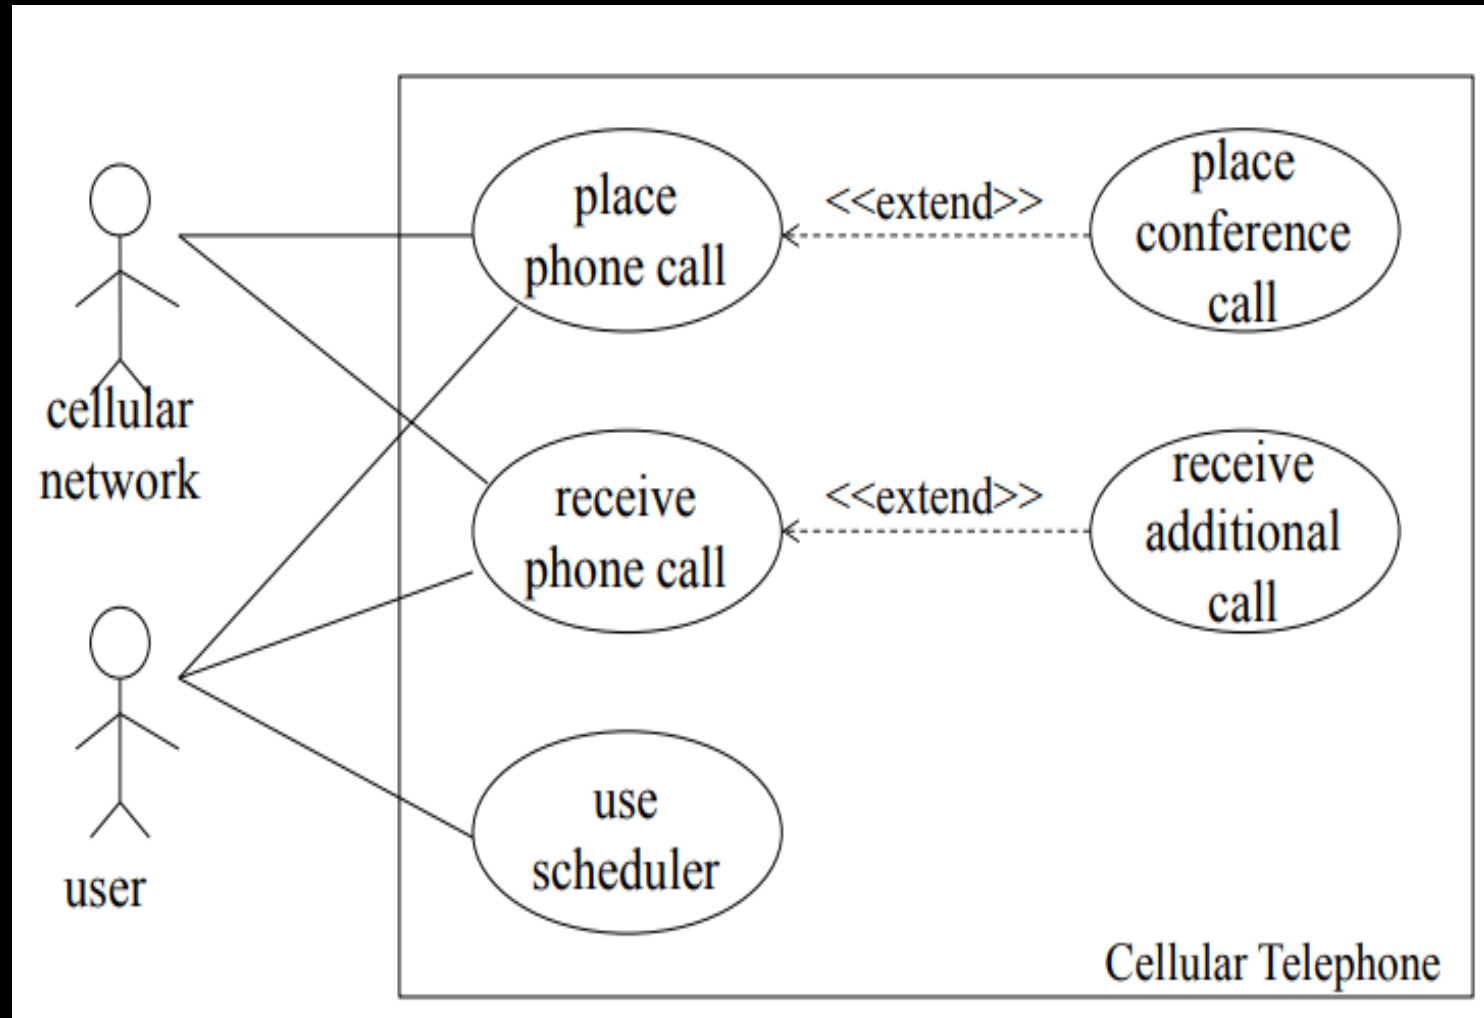 cellular
network
user
place
phone call
<<extend>>
place
conference
call
receive
phone call
<<extend>>
receive
additional
call
use
scheduler
Cellular Telephone